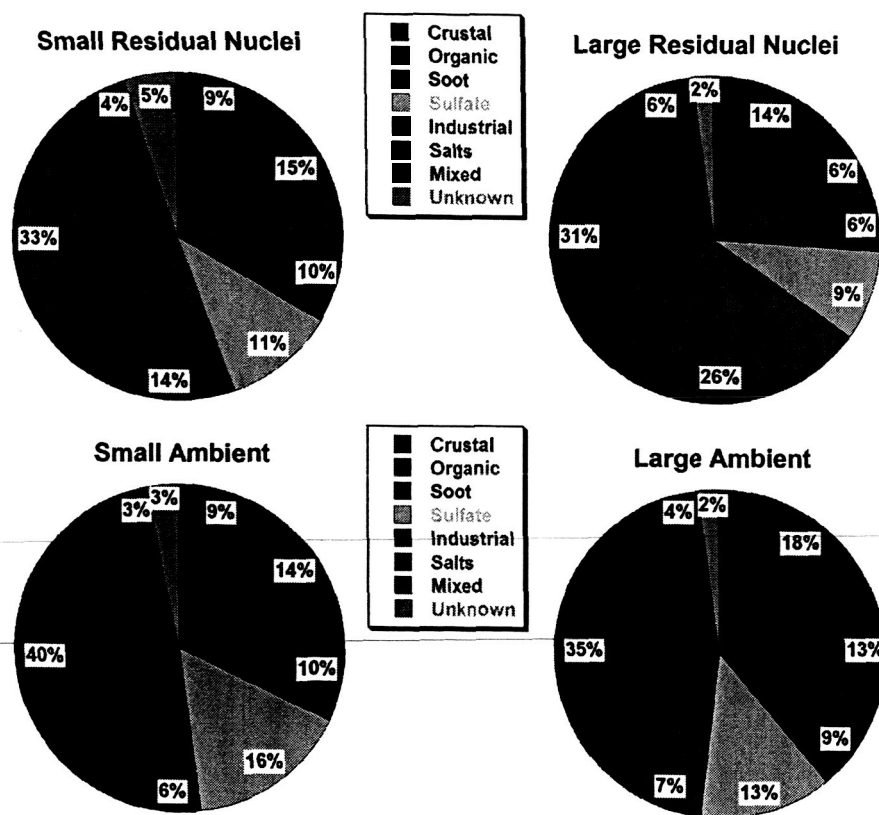 Small Residual Nuclei
4%
5%
9%
15%
33%
10%
11%
14%
Crustal
Organic
Soot
Sulfate
Industrial
Salts
Mixed
Unknown
Large Residual Nuclei
6%
2%
14%
6%
31%
6%
9%
26%
Small Ambient
3%
3%
9%
14%
40%
10%
16%
6%
Crustal
Organic
Soot
Sulfate
Industrial
Salts
Mixed
Unknown
Large Ambient
4%
2%
18%
35%
13%
9%
7%
13%